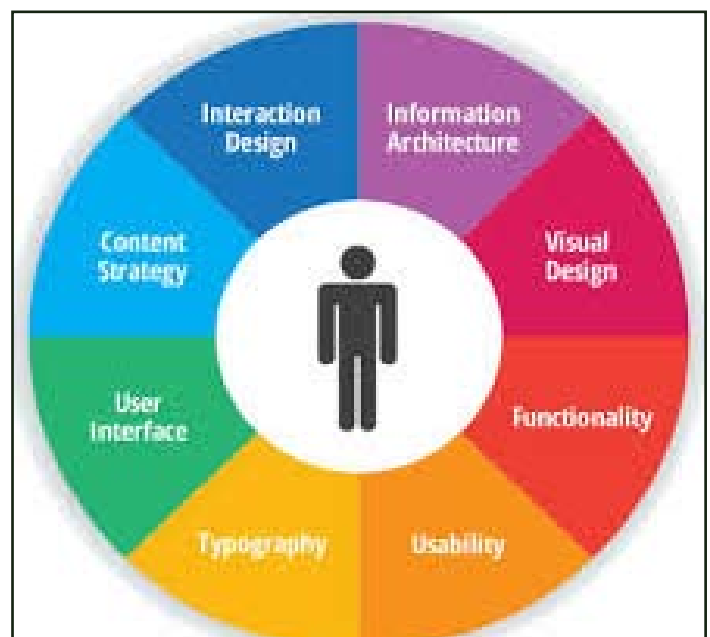 Interaction
Design
Information
Architecture
Visual
Design
Functionality
Usability
Typography
User
Interface
Content
Strategy